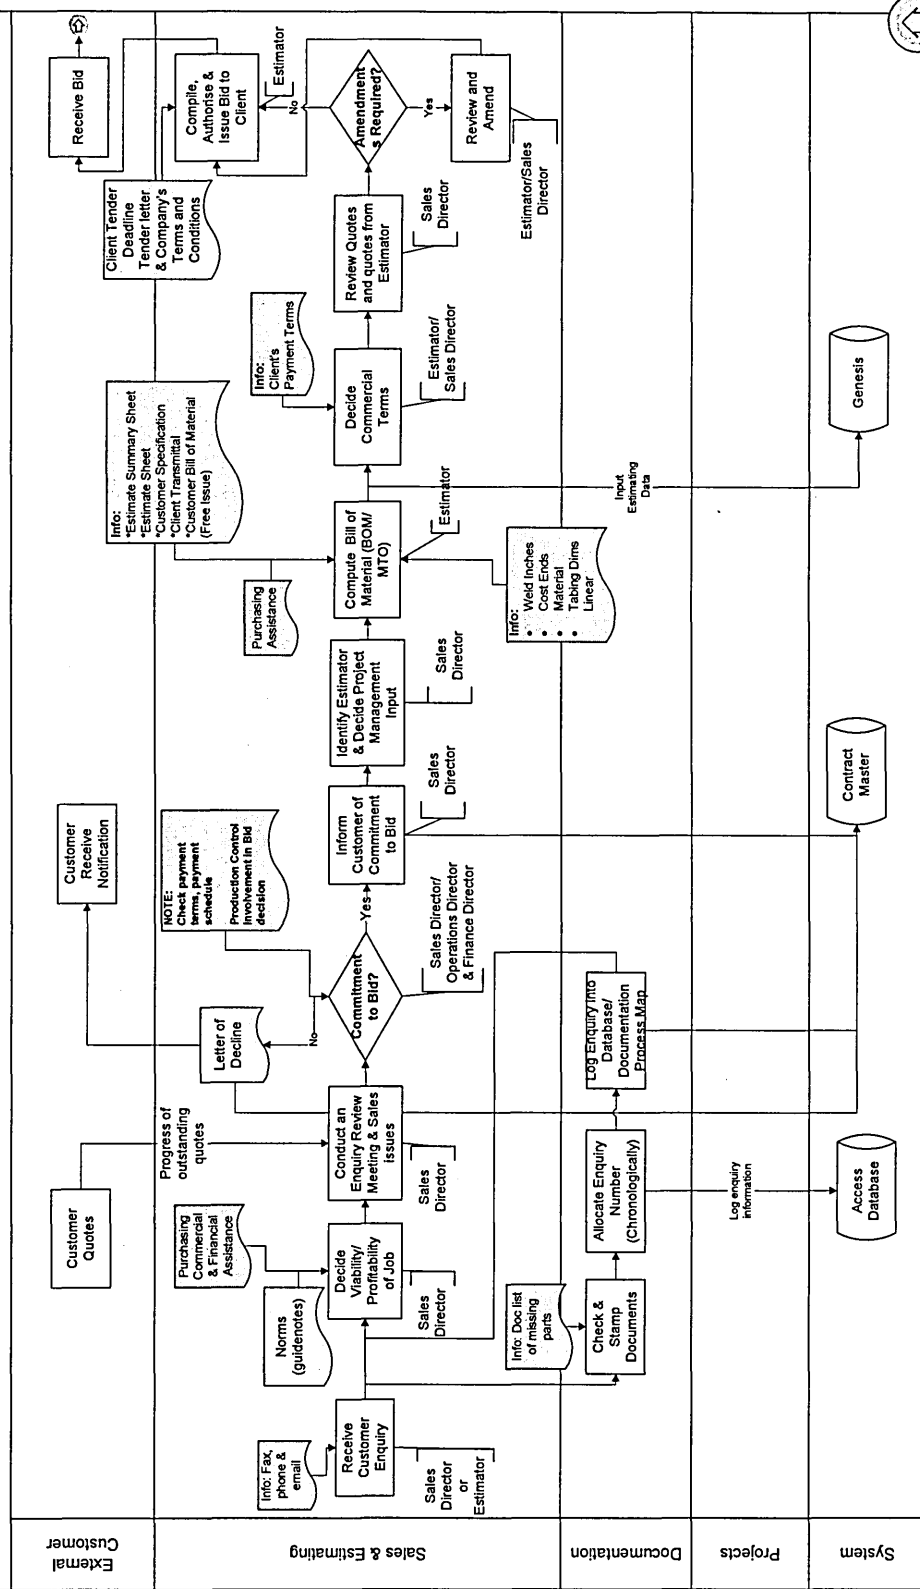 External
Customer
Sales & Estimating
Documentation
Projects
System
Customer
Quotes
Customer
Receive
Notification
Receive Bid
Info: Fax,
phone &
email
Receive
Customer
Enquiry
Sales
Director
or
Estimator
Norms
(guidenotes)
Purchasing
Commercial
& Financial
Assistance
Decide
Viability/
Profitability
of Job
Sales
Director
Progress of
outstanding
quotes
Conduct an
Enquiry Review
Meeting & Sales
issues
Sales
Director
Letter of
Decline
No
NOTE:
Check payment
terms, payment
schedule
Production Control
Involvement in Bid
decision
Commitment
to Bid?
Yes
Sales Director/
Operations Director
& Finance Director
Inform
Customer of
Commitment
to Bid
Sales
Director
Identify Estimator
& Decide Project
Management
Input
Sales
Director
Purchasing
Assistance
Info:
*Estimate Summary Sheet
*Estimate Sheet
*Customer Specification
*Client Transmittal
*Customer Bill of Material
(Free Issue)
Compute Bill of
Material (BOM/
MTO)
Estimator
Info:
• Weld Inches
• Cost Ends
• Material
• Tabing Dims
Linear
Info:
Client's
Payment Terms
Decide
Commercial
Terms
Estimator/
Sales Director
Review Quotes
and quotes from
Estimator
Sales
Director
Client Tender
Deadline
Tender letter
& Company's
Terms and
Conditions
Compile,
Authorise &
Issue Bid to
Client
Estimator
No
Amendment
s Required?
Yes
Review and
Amend
Estimator/Sales
Director
Info: Doc list
of missing
parts
Check &
Stamp
Documents
Allocate Enquiry
Number
(Chronologically)
Log Enquiry into
Database/
Documentation
Process Map
Log enquiry
information
Input
Estimating
Data
Access
Database
Contract
Master
Genesis